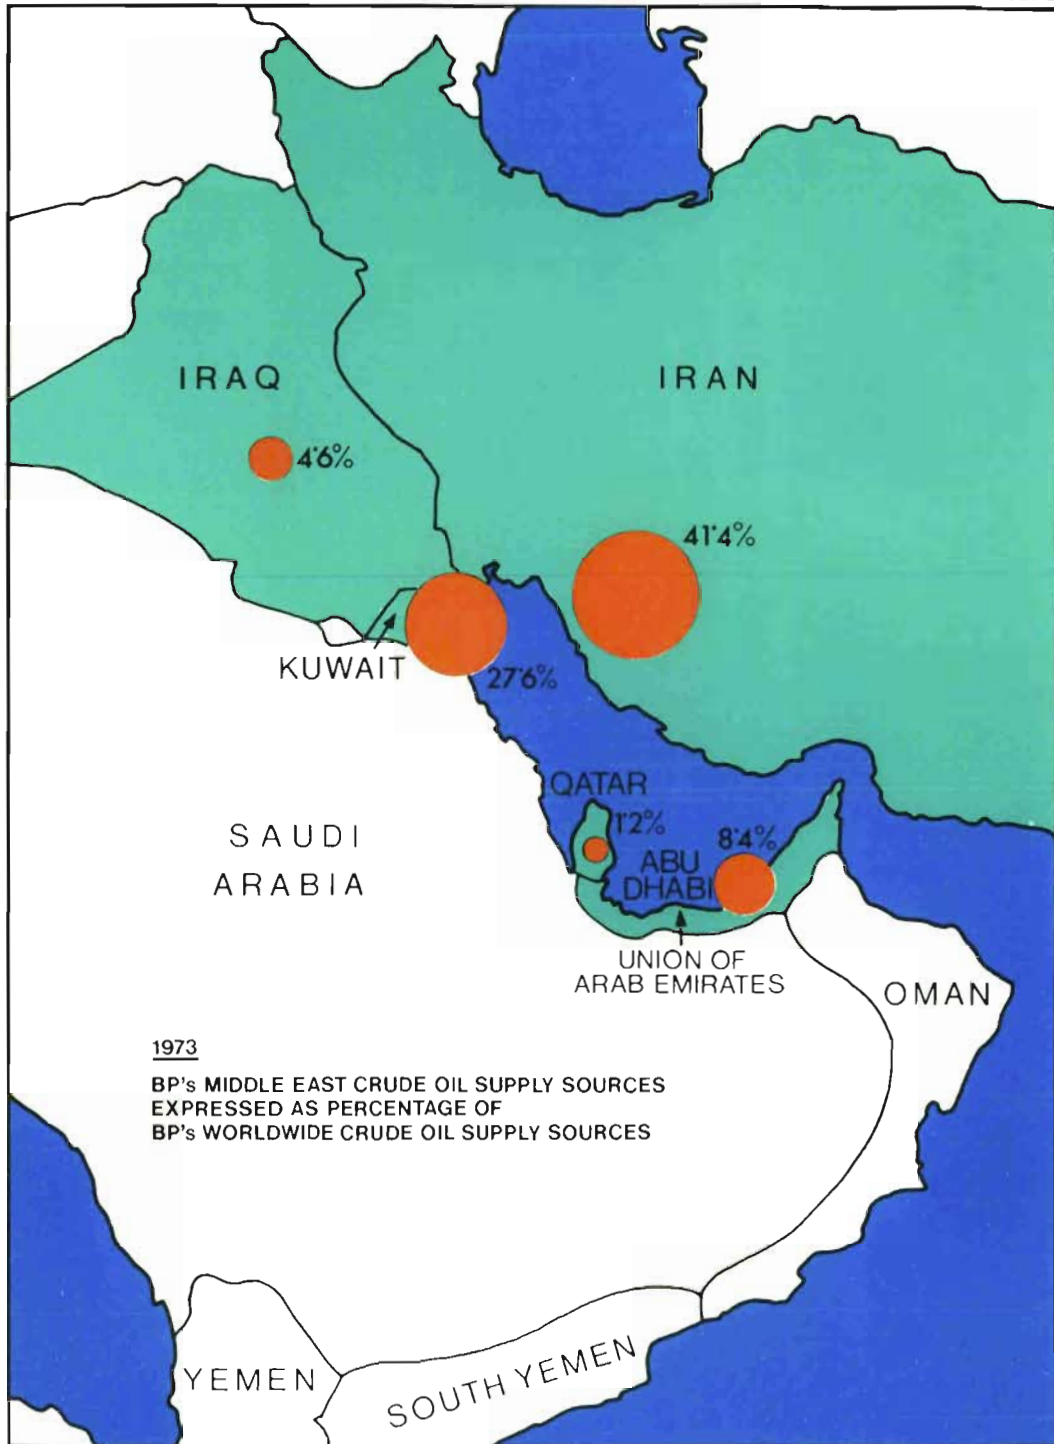 IRAQ
IRAN
4·6%
41·4%
KUWAIT
27·6%
QATAR
1·2%
8·4%
ABU
DHABI
SAUDI
ARABIA
UNION OF
ARAB EMIRATES
OMAN
1973
BP's MIDDLE EAST CRUDE OIL SUPPLY SOURCES
EXPRESSED AS PERCENTAGE OF
BP's WORLDWIDE CRUDE OIL SUPPLY SOURCES
YEMEN
SOUTH YEMEN